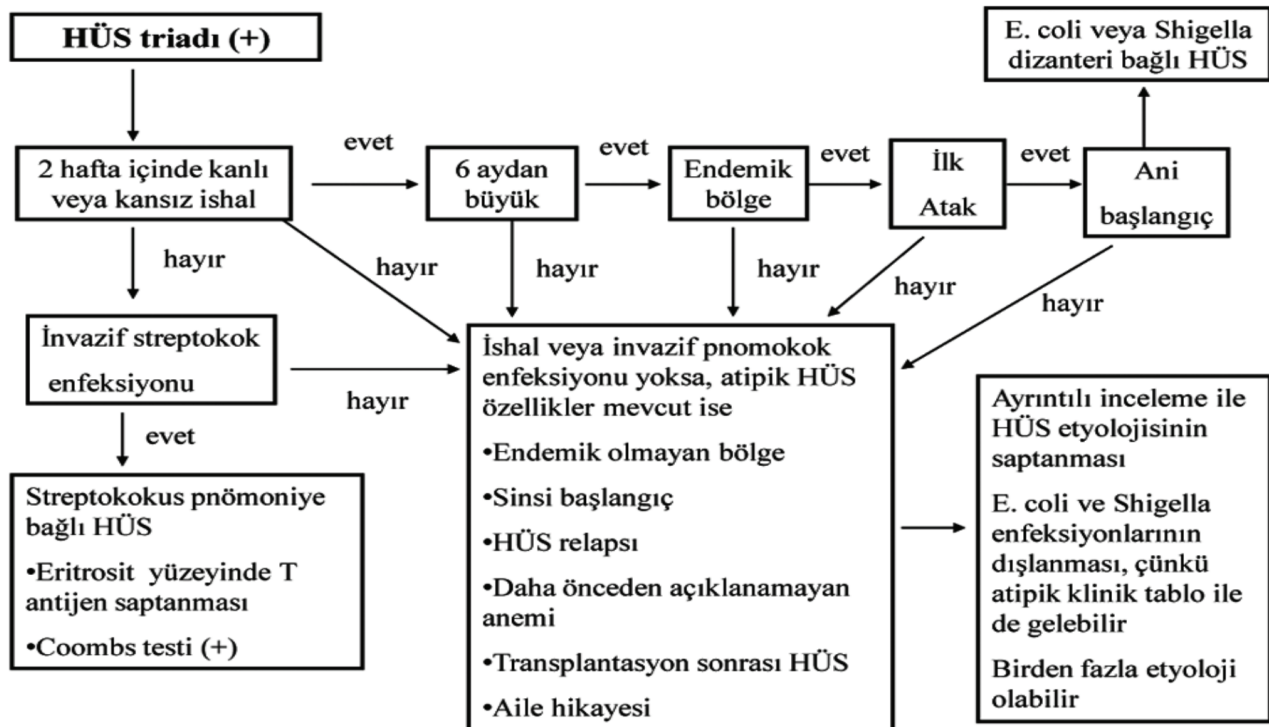 HÜS triadı (+)
E. coli veya Shigella
dizanteri bağlı HÜS
2 hafta içinde kanlı
veya kansız ishal
evet
6 aydan
büyük
evet
Endemik
bölge
evet
İlk
Atak
evet
Ani
başlangıç
hayır
hayır
hayır
hayır
hayır
hayır
İnvazif streptokok
enfeksiyonu
hayır
evet
Streptokokus pnömoniye
bağlı HÜS
•Eritrosit yüzeyinde T
antijen saptanması
•Coombs testi (+)
İshal veya invazif pnomokok
enfeksiyonu yoksa, atipik HÜS
özellikler mevcut ise
•Endemik olmayan bölge
•Sinsi başlangıç
•HÜS relapsı
•Daha önceden açıklanamayan
anemi
•Transplantasyon sonrası HÜS
•Aile hikayesi
Ayrıntılı inceleme ile
HÜS etyolojisinin
saptanması
E. coli ve Shigella
enfeksiyonlarının
dışlanması, çünkü
atipik klinik tablo ile
de gelebilir
Birden fazla etyoloji
olabilir